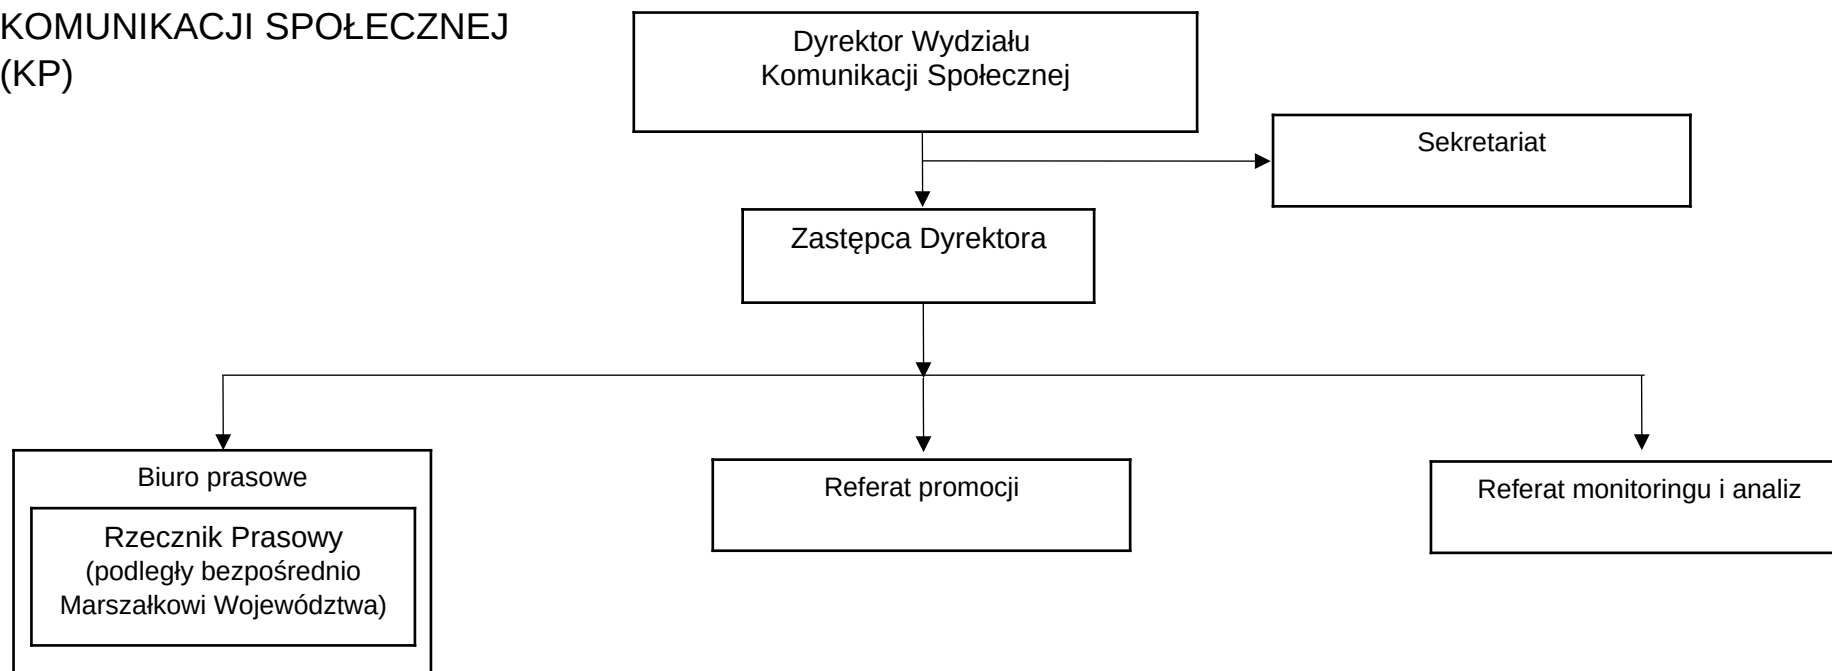 KOMUNIKACJI SPOŁECZNEJ
(KP)
Dyrektor Wydziału
Komunikacji Społecznej
Sekretariat
Zastępca Dyrektora
Biuro prasowe
Rzecznik Prasowy
(podległy bezpośrednio
Marszałkowi Województwa)
Referat promocji
Referat monitoringu i analiz